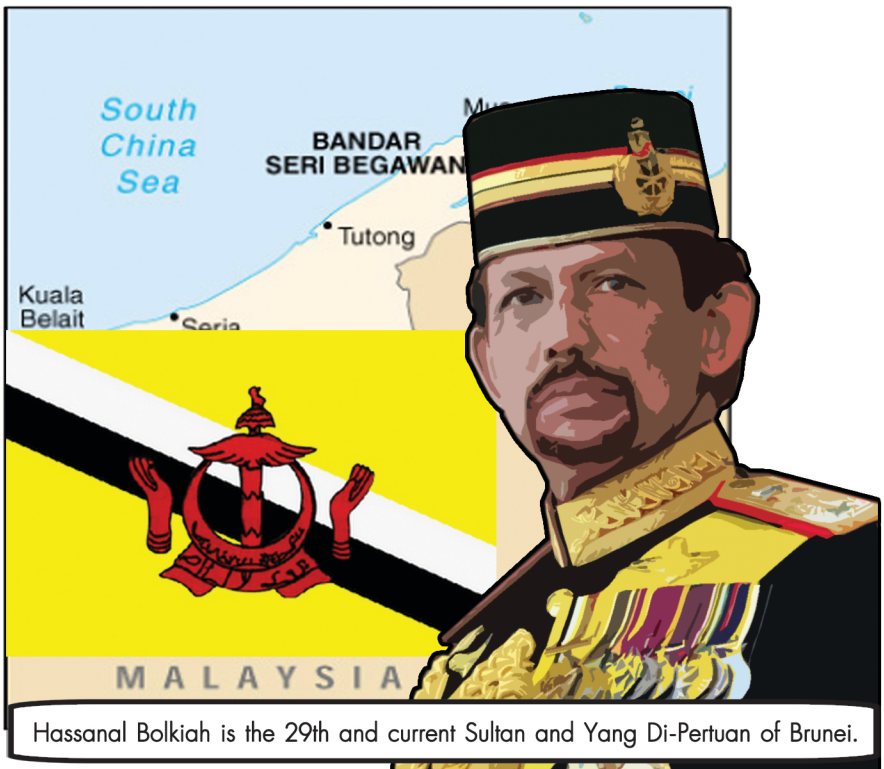 South
China
Sea
BANDAR
SERI BEGAWAN
Tutong
Kuala
Belait
Seria
MALAYSIA
Hassanal Bolkiah is the 29th and current Sultan and Yang Di-Pertuan of Brunei.